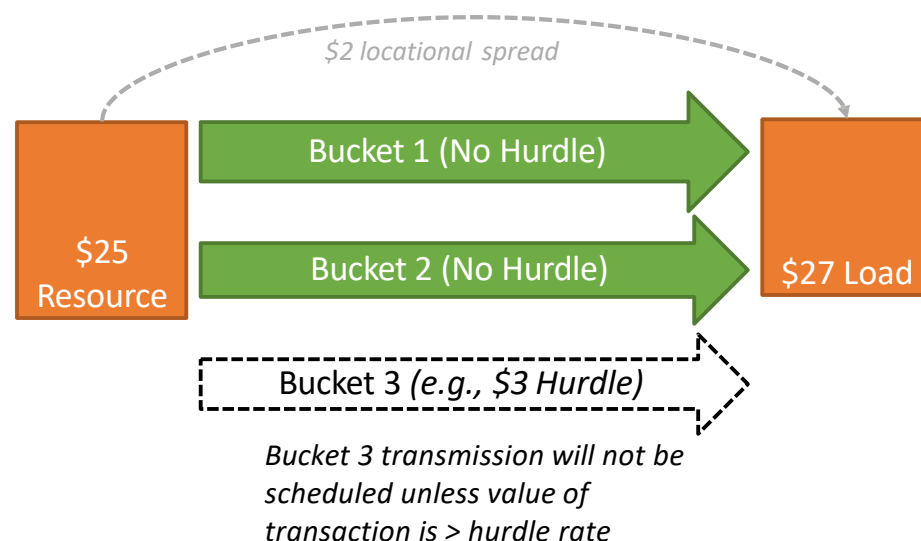 $2 locational spread
Bucket 1 (No Hurdle)
$25
Resource
Bucket 2 (No Hurdle)
$27 Load
Bucket 3 (e.g., $3 Hurdle)
Bucket 3 transmission will not be
scheduled unless value of
transaction is > hurdle rate